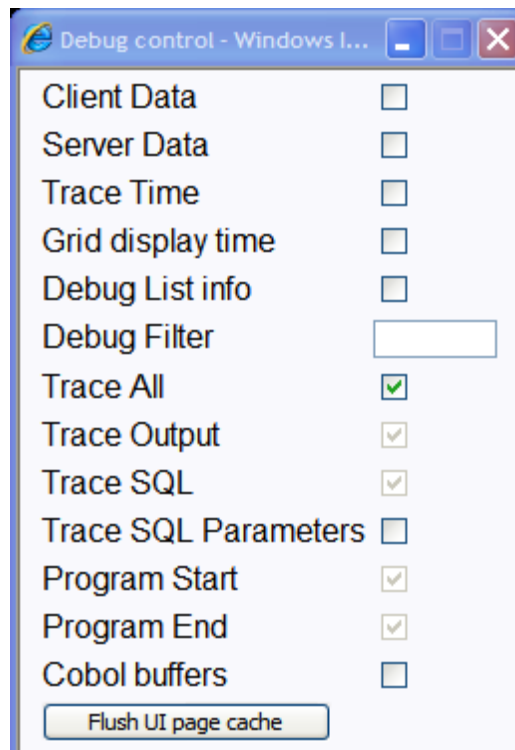 Debug control - Windows I...
Client Data
Server Data
Trace Time
Grid display time
Debug List info
Debug Filter
Trace All
Trace Output
Trace SQL
Trace SQL Parameters
Program Start
Program End
Cobol buffers
Flush UI page cache